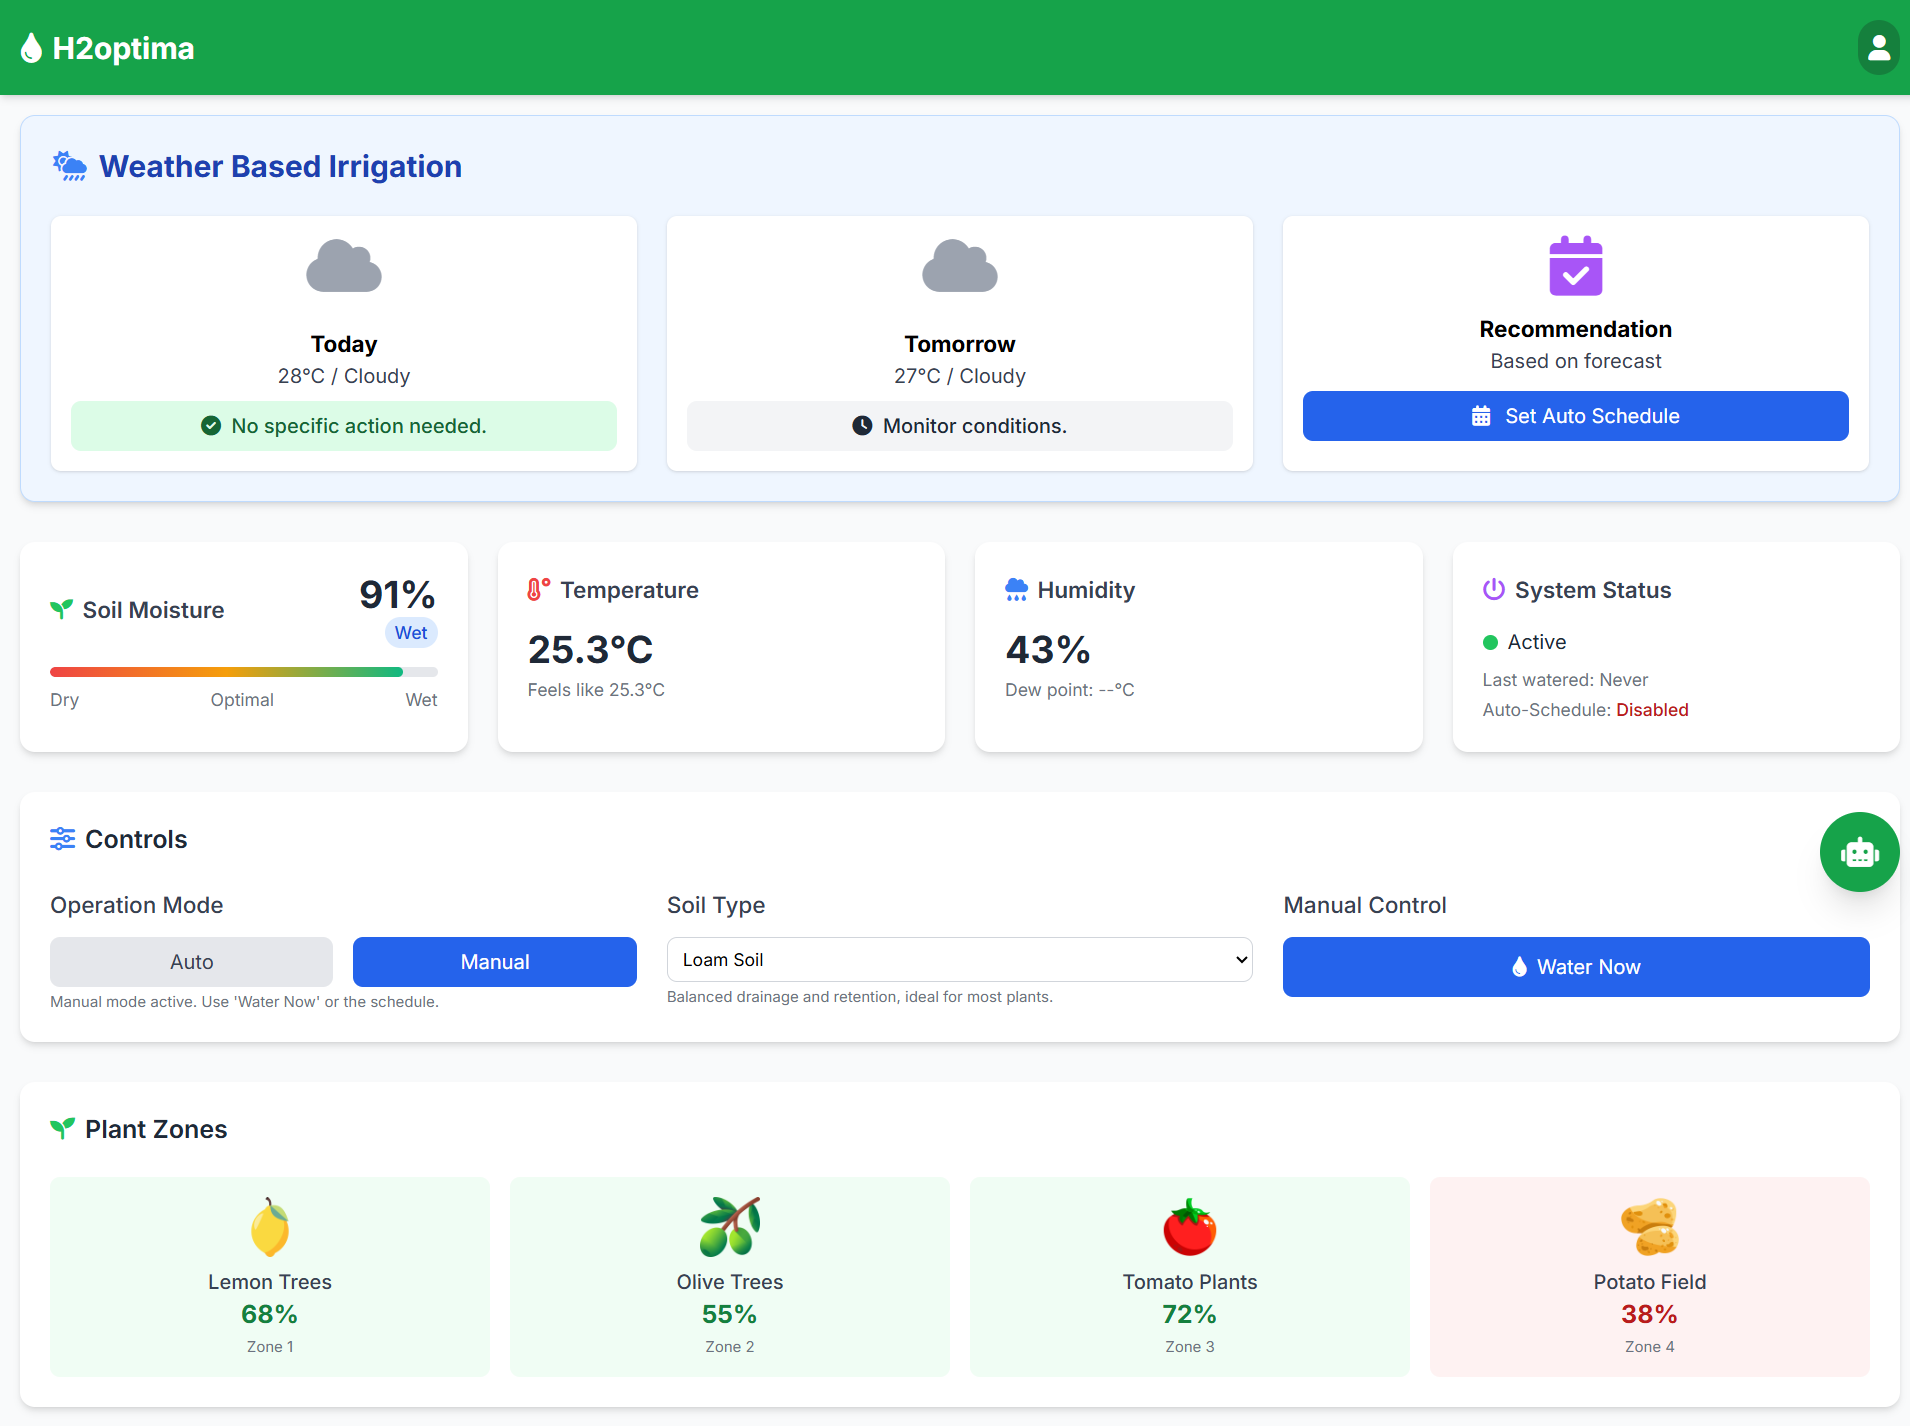 H2optima
Weather Based Irrigation
Today
28°C / Cloudy
No specific action needed.
Tomorrow
27°C / Cloudy
Monitor conditions.
Recommendation
Based on forecast
Set Auto Schedule
Soil Moisture
91%
Wet
Dry Optimal Wet
Temperature
25.3°C
Feels like 25.3°C
Humidity
43%
Dew point: --°C
System Status
Active
Last watered: Never
Auto-Schedule: Disabled
Controls
Operation Mode
Auto Manual
Manual mode active. Use 'Water Now' or the schedule.
Soil Type
Loam Soil
Balanced drainage and retention, ideal for most plants.
Manual Control
Water Now
Plant Zones
Lemon Trees
68%
Zone 1
Olive Trees
55%
Zone 2
Tomato Plants
72%
Zone 3
Potato Field
38%
Zone 4